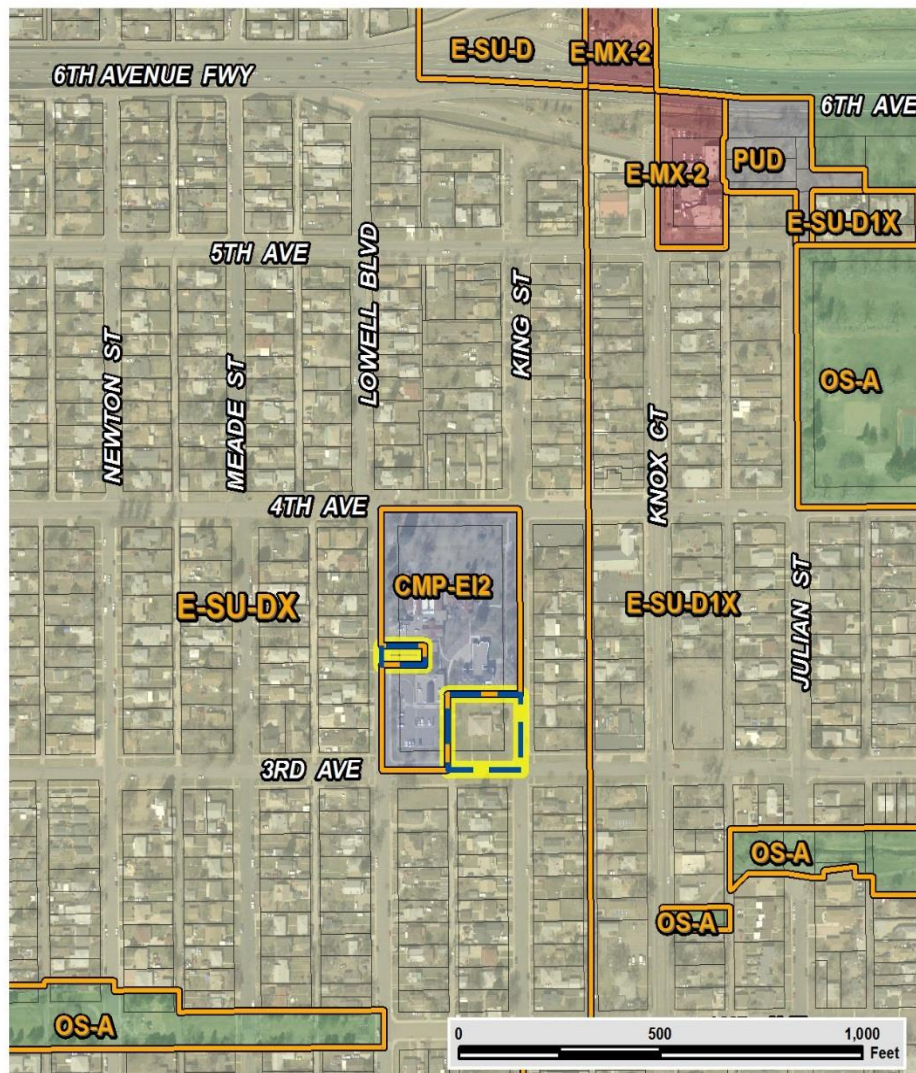 E-SU-D
E-MX-2
6TH AVENUE FWY
6TH AVE
E-MX-2
PUD
E-SU-D1X
5TH AVE
LOWELL BLVD
KING ST
NEWTON ST
MEADE ST
KNOX CT
OS-A
4TH AVE
CMP-EI2
E-SU-DX
E-SU-D1X
JULIAN ST
3RD AVE
OS-A
OS-A
OS-A
0 500 1,000
Feet